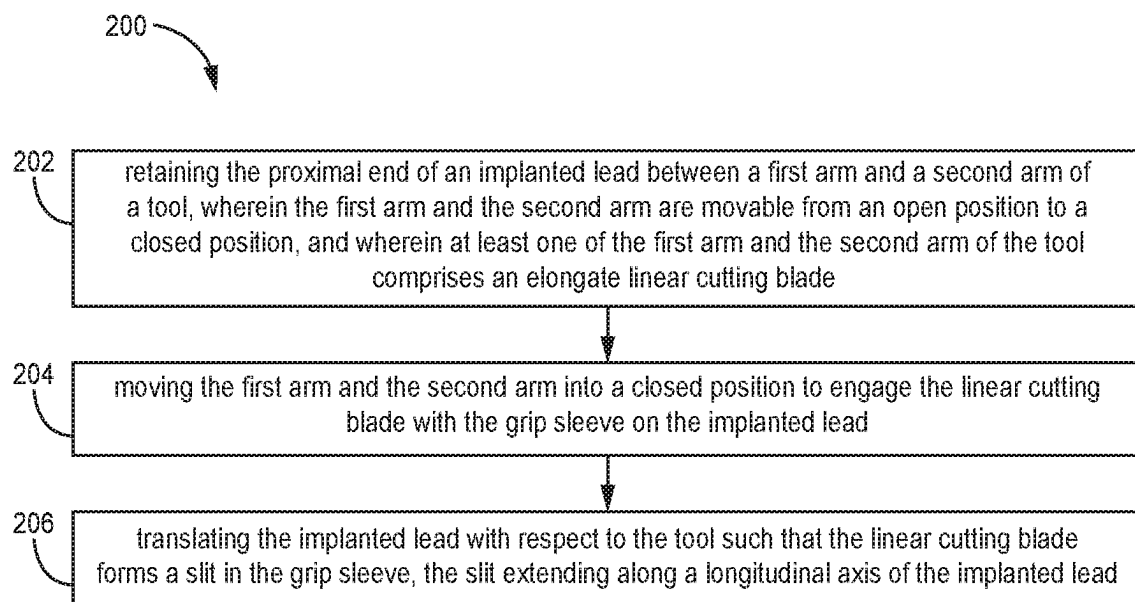 200
202
retaining the proximal end of an implanted lead between a first arm and a second arm of
a tool, wherein the first arm and the second arm are movable from an open position to a
closed position, and wherein at least one of the first arm and the second arm of the tool
comprises an elongate linear cutting blade
204
moving the first arm and the second arm into a closed position to engage the linear cutting
blade with the grip sleeve on the implanted lead
206
translating the implanted lead with respect to the tool such that the linear cutting blade
forms a slit in the grip sleeve, the slit extending along a longitudinal axis of the implanted lead